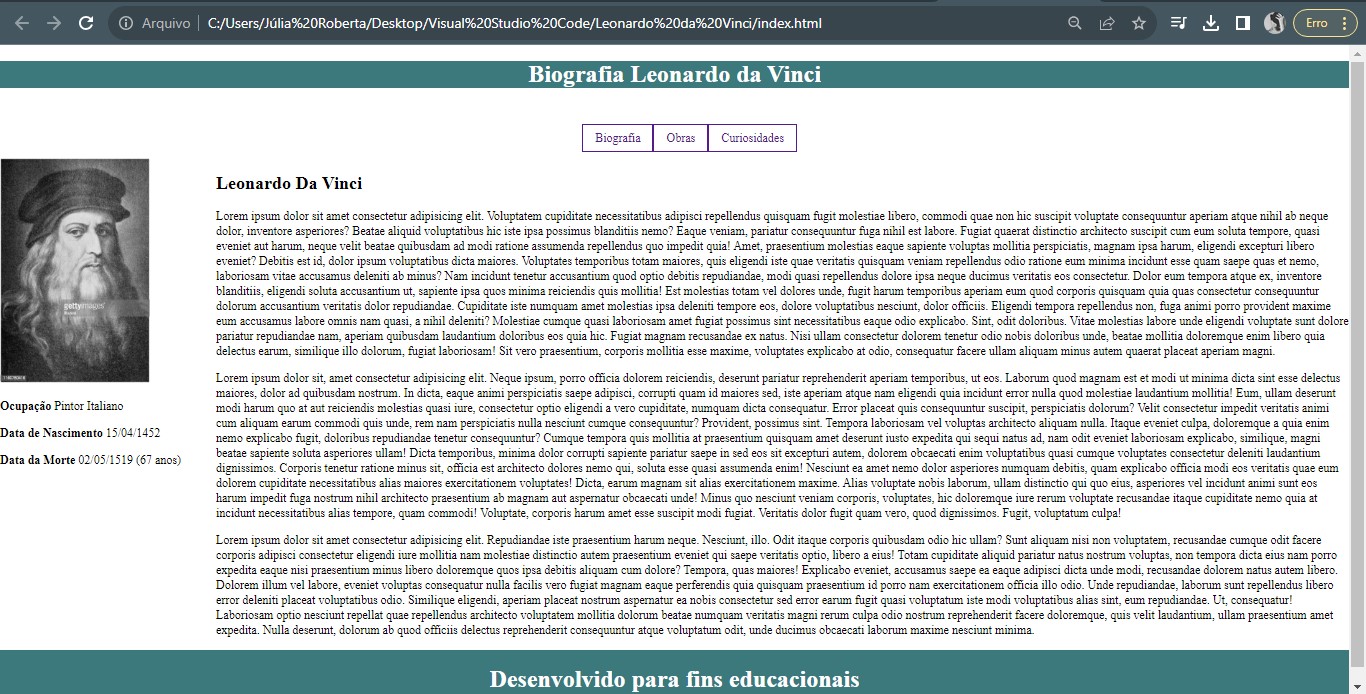 Arquivo
C:/Users/Júlia%20Roberta/Desktop/Visual%20Studio%20Code/Leonardo%20da%20Vinci/index.html
Erro
Biografia Leonardo da Vinci
Biografia
Obras
Curiosidades
gettyimages
Ocupação Pintor Italiano
Data de Nascimento 15/04/1452
Data da Morte 02/05/1519 (67 anos)
Leonardo Da Vinci
Lorem ipsum dolor sit amet consectetur adipisicing elit. Voluptatem cupiditate necessitatibus adipisci repellendus quisquam fugit molestiae libero, commodi quae non hic suscipit voluptate consequuntur aperiam atque nihil ab neque
dolor, inventore asperiores? Beatae aliquid voluptatibus hic iste ipsa possimus blanditiis nemo? Eaque veniam, pariatur consequuntur fuga nihil est labore. Fugiat quaerat distinctio architecto suscipit cum eum soluta tempore, quasi
eveniet aut harum, neque velit beatae quibusdam ad modi ratione assumenda repellendus quo impedit quia! Amet, praesentium molestias eaque sapiente voluptas mollitia perspiciatis, magnam ipsa harum, eligendi excepturi libero
eveniet? Debitis est id, dolor ipsum voluptatibus dicta maiores. Voluptates temporibus totam maiores, quis eligendi iste quae veritatis quisquam veniam repellendus odio ratione eum minima incidunt esse quam saepe quas et nemo,
laboriosam vitae accusamus deleniti ab minus? Nam incidunt tenetur accusantium quod optio debitis repudiandae, modi quasi repellendus dolore ipsa neque ducimus veritatis eos consectetur. Dolor eum tempora atque ex, inventore
blanditiis, eligendi soluta accusantium ut, sapiente ipsa quos minima reiciendis quis mollitia! Est molestias totam vel dolores unde, fugit harum temporibus aperiam eum quod corporis quisquam quia quas consectetur consequuntur
dolorum accusantium veritatis dolor repudiandae. Cupiditate iste numquam amet molestias ipsa deleniti tempore eos, dolore voluptatibus nesciunt, dolor officiis. Eligendi tempora repellendus non, fuga animi porro provident maxime
eum accusamus labore omnis nam quasi, a nihil deleniti? Molestiae cumque quasi laboriosam amet fugiat possimus sint necessitatibus eaque odio explicabo. Sint, odit doloribus. Vitae molestias labore unde eligendi voluptate sunt dolore
pariatur repudiandae nam, aperiam quibusdam laudantium doloribus eos quia hic. Fugiat magnam recusandae ex natus. Nisi ullam consectetur dolorem tenetur odio nobis doloribus unde, beatae mollitia doloremque enim libero quia
delectus earum, similique illo dolorum, fugiat laboriosam! Sit vero praesentium, corporis mollitia esse maxime, voluptates explicabo at odio, consequatur facere ullam aliquam minus autem quaerat placeat aperiam magni.
Lorem ipsum dolor sit, amet consectetur adipisicing elit. Neque ipsum, porro officia dolorem reiciendis, deserunt pariatur reprehenderit aperiam temporibus, ut eos. Laborum quod magnam est et modi ut minima dicta sint esse delectus
maiores, dolor ad quibusdam nostrum. In dicta, eaque animi perspiciatis saepe adipisci, corrupti quam id maiores sed, iste aperiam atque nam eligendi quia incidunt error nulla quod molestiae laudantium mollitia! Eum, ullam deserunt
modi harum quo at aut reiciendis molestias quasi iure, consectetur optio eligendi a vero cupiditate, numquam dicta consequatur. Error placeat quis consequuntur suscipit, perspiciatis dolorum? Velit consectetur impedit veritatis animi
cum aliquam earum commodi quis unde, rem nam perspiciatis nulla nesciunt cumque consequuntur? Provident, possimus sint. Tempora laboriosam vel voluptas architecto aliquam nulla. Itaque eveniet culpa, doloremque a quia enim
nemo explicabo fugit, doloribus repudiandae tenetur consequuntur? Cumque tempora quis mollitia at praesentium quisquam amet deserunt iusto expedita qui sequi natus ad, nam odit eveniet laboriosam explicabo, similique, magni
beatae sapiente soluta asperiores ullam! Dicta temporibus, minima dolor corrupti sapiente pariatur saepe in sed eos sit excepturi autem, dolorem obcaecati enim voluptatibus quasi cumque voluptates consectetur deleniti laudantium
dignissimos. Corporis tenetur ratione minus sit, officia est architecto dolores nemo qui, soluta esse quasi assumenda enim! Nesciunt ea amet nemo dolor asperiores numquam debitis, quam explicabo officia modi eos veritatis quae eum
dolorem cupiditate necessitatibus alias maiores exercitationem voluptates! Dicta, earum magnam sit alias exercitationem maxime. Alias voluptate nobis laborum, ullam distinctio qui quo eius, asperiores vel incidunt animi sunt eos
harum impedit fuga nostrum nihil architecto praesentium ab magnam aut aspernatur obcaecati unde! Minus quo nesciunt veniam corporis, voluptates, hic doloremque iure rerum voluptate recusandae itaque cupiditate nemo quia at
incidunt necessitatibus alias tempore, quam commodi! Voluptate, corporis harum amet esse suscipit modi fugiat. Veritatis dolor fugit quam vero, quod dignissimos. Fugit, voluptatum culpa!
Lorem ipsum dolor sit amet consectetur adipisicing elit. Repudiandae iste praesentium harum neque. Nesciunt, illo. Odit itaque corporis quibusdam odio hic ullam? Sunt aliquam nisi non voluptatem, recusandae cumque odit facere
corporis adipisci consectetur eligendi iure mollitia nam molestiae distinctio autem praesentium eveniet qui saepe veritatis optio, libero a eius! Totam cupiditate aliquid pariatur natus nostrum voluptas, non tempora dicta eius nam porro
expedita eaque nisi praesentium minus libero doloremque quos ipsa debitis aliquam cum dolore? Tempora, quas maiores! Explicabo eveniet, accusamus saepe ea eaque adipisci dicta unde modi, recusandae dolorem natus autem libero.
Dolorem illum vel labore, eveniet voluptas consequatur nulla facilis vero fugiat magnam eaque perferendis quia quisquam praesentium id porro nam exercitationem officia illo odio. Unde repudiandae, laborum sunt repellendus libero
error deleniti placeat voluptatibus odio. Similique eligendi, aperiam placeat nostrum aspernatur ea nobis consectetur sed error earum fugit quasi voluptatum iste modi voluptatibus alias sint, eum repudiandae. Ut, consequatur!
Laboriosam optio nesciunt repellat quae repellendus architecto voluptatem mollitia dolorum beatae numquam veritatis magni rerum culpa odio nostrum reprehenderit facere doloremque, quis velit laudantium, ullam praesentium amet
expedita. Nulla deserunt, dolorum ab quod officiis delectus reprehenderit consequuntur atque voluptatum odit, unde ducimus obcaecati laborum maxime nesciunt minima.
Desenvolvido para fins educacionais